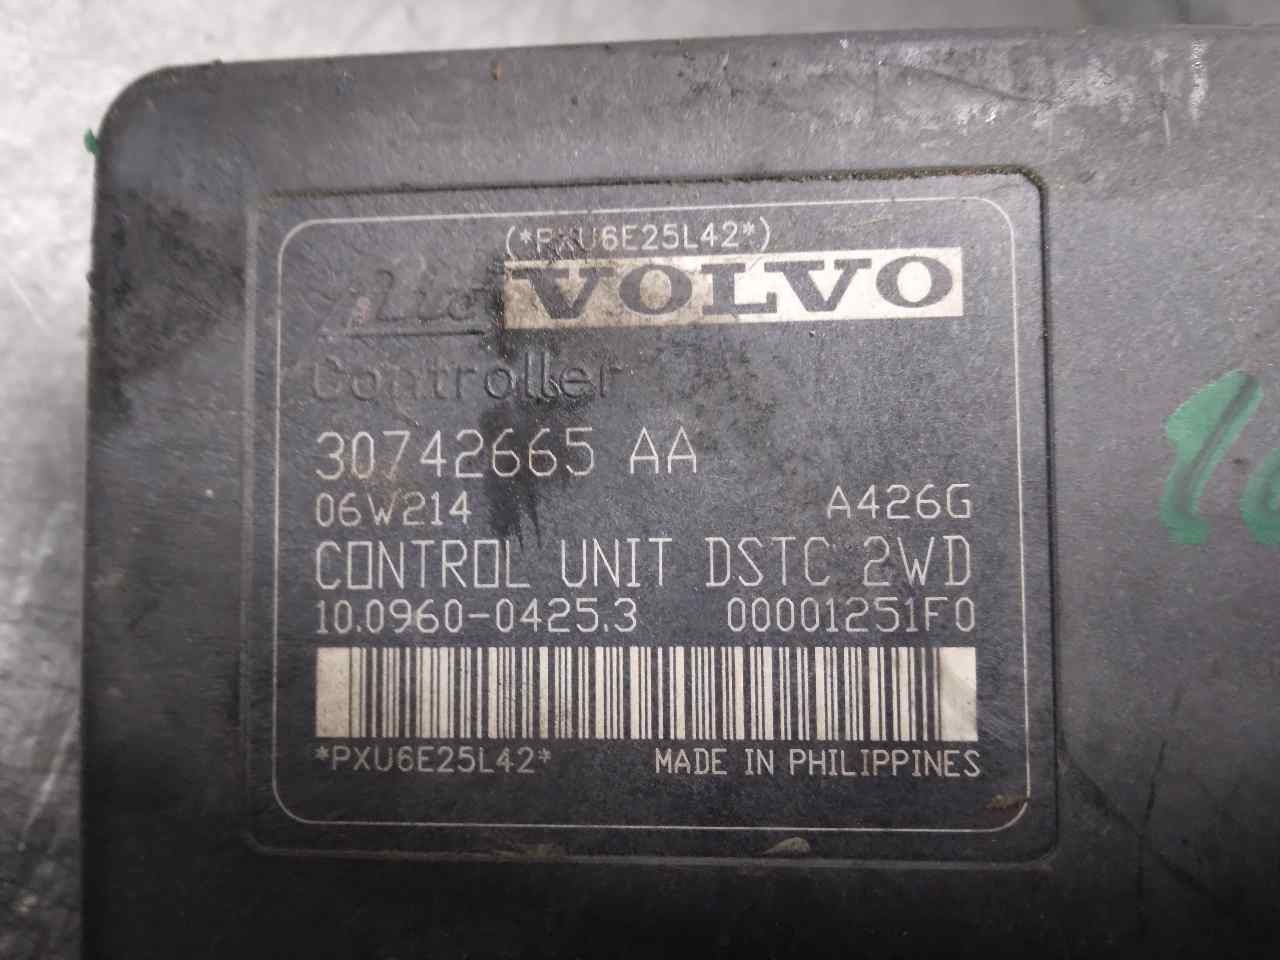 (*PXU6E25L42*)
VOLVO
Controller
30742665 AA
06W214 A426G
CONTROL UNIT DSTC 2WD
10.0960-0425.3 00001251F0
*PXU6E25L42* MADE IN PHILIPPINES